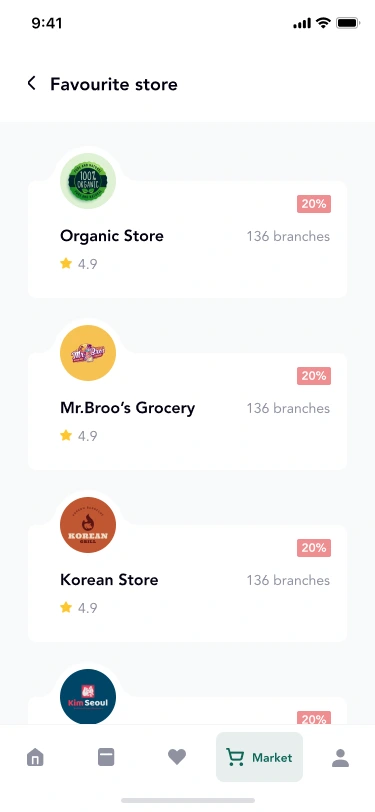 9:41
Favourite store
100%
ORGANIC
20%
Organic Store
136 branches
4.9
20%
Mr.Broo's Grocery
136 branches
4.9
KOREAN
GRILL
20%
Korean Store
136 branches
4.9
Kim Seoul
20%
Market